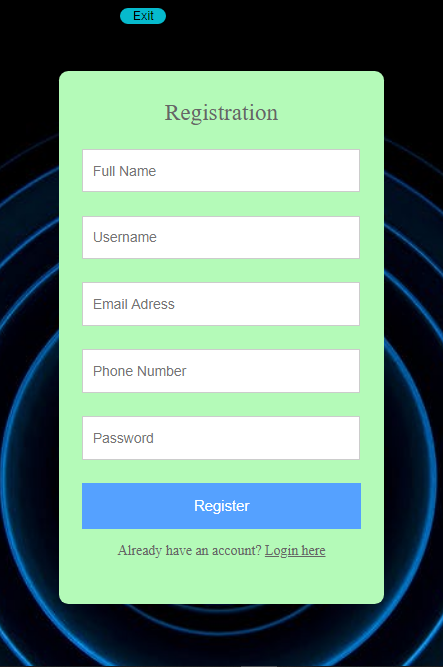 Exit
Registration
Full Name
Username
Email Adress
Phone Number
Password
Register
Already have an account? Login here